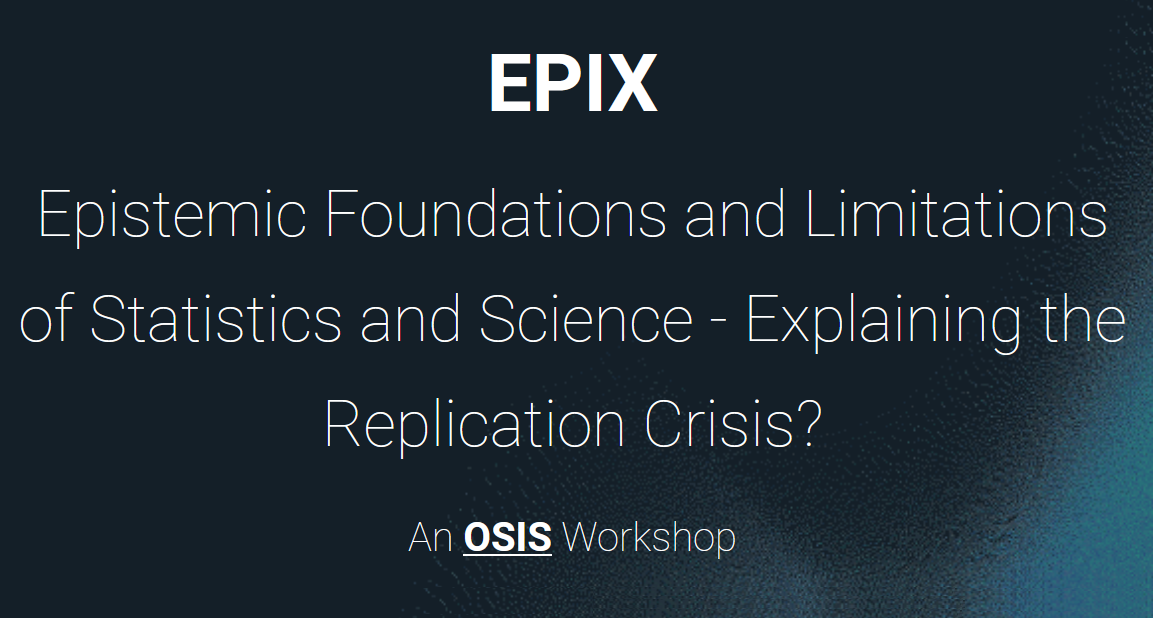 EPIX
Epistemic Foundations and Limitations
of Statistics and Science - Explaining the
Replication Crisis?
An OSIS Workshop